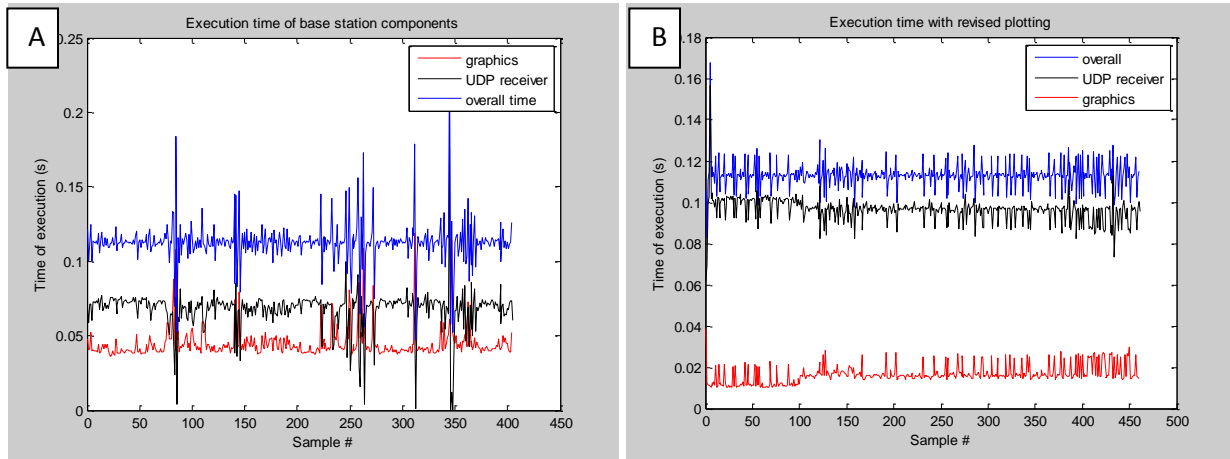 A
Execution time of base station components
0.25
0.2
0.15
0.1
0.05
0
Time of execution (s)
0 50 100 150 200 250 300 350 400 450
Sample #
graphics
UDP receiver
overall time
B
Execution time with revised plotting
0.18
0.16
0.14
0.12
0.1
0.08
0.06
0.04
0.02
0
Time of execution (s)
0 50 100 150 200 250 300 350 400 450 500
Sample #
overall
UDP receiver
graphics